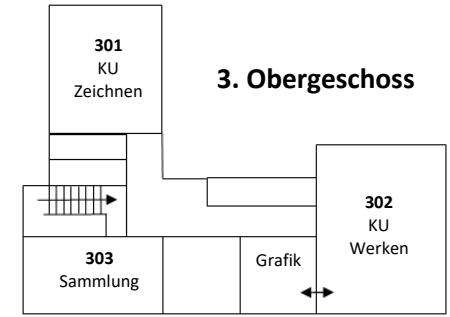 301
KU
Zeichnen
3. Obergeschoss
302
KU
Werken
303
Sammlung
Grafik